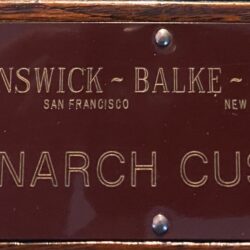 NSWICK ~ BALKE ~
SAN FRANCISCO NEW
NARCH CUS